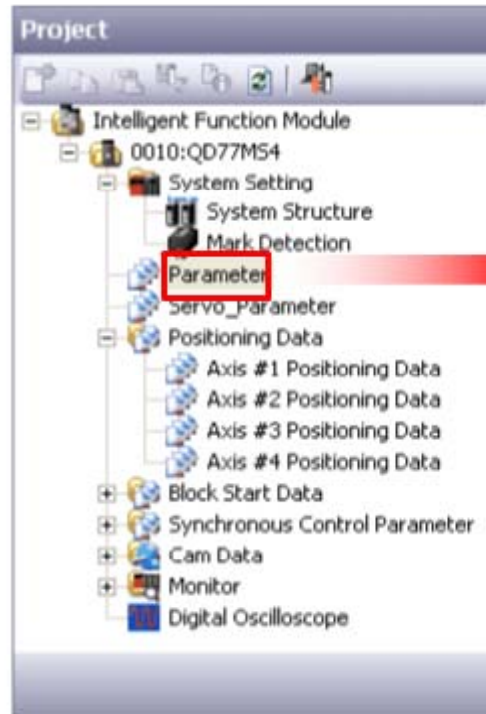 Project
Intelligent Function Module
0010:QD77MS4
System Setting
System Structure
Mark Detection
Parameter
Servo_Parameter
Positioning Data
Axis #1 Positioning Data
Axis #2 Positioning Data
Axis #3 Positioning Data
Axis #4 Positioning Data
Block Start Data
Synchronous Control Parameter
Cam Data
Monitor
Digital Oscilloscope